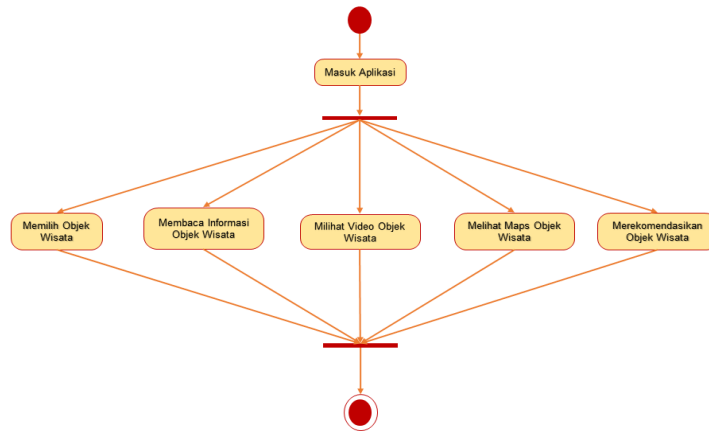 Masuk Aplikasi
Memilih Objek
Wisata
Membaca Informasi
Objek Wisata
Milihat Video Objek
Wisata
Melihat Maps Objek
Wisata
Merekomendasikan
Objek Wisata